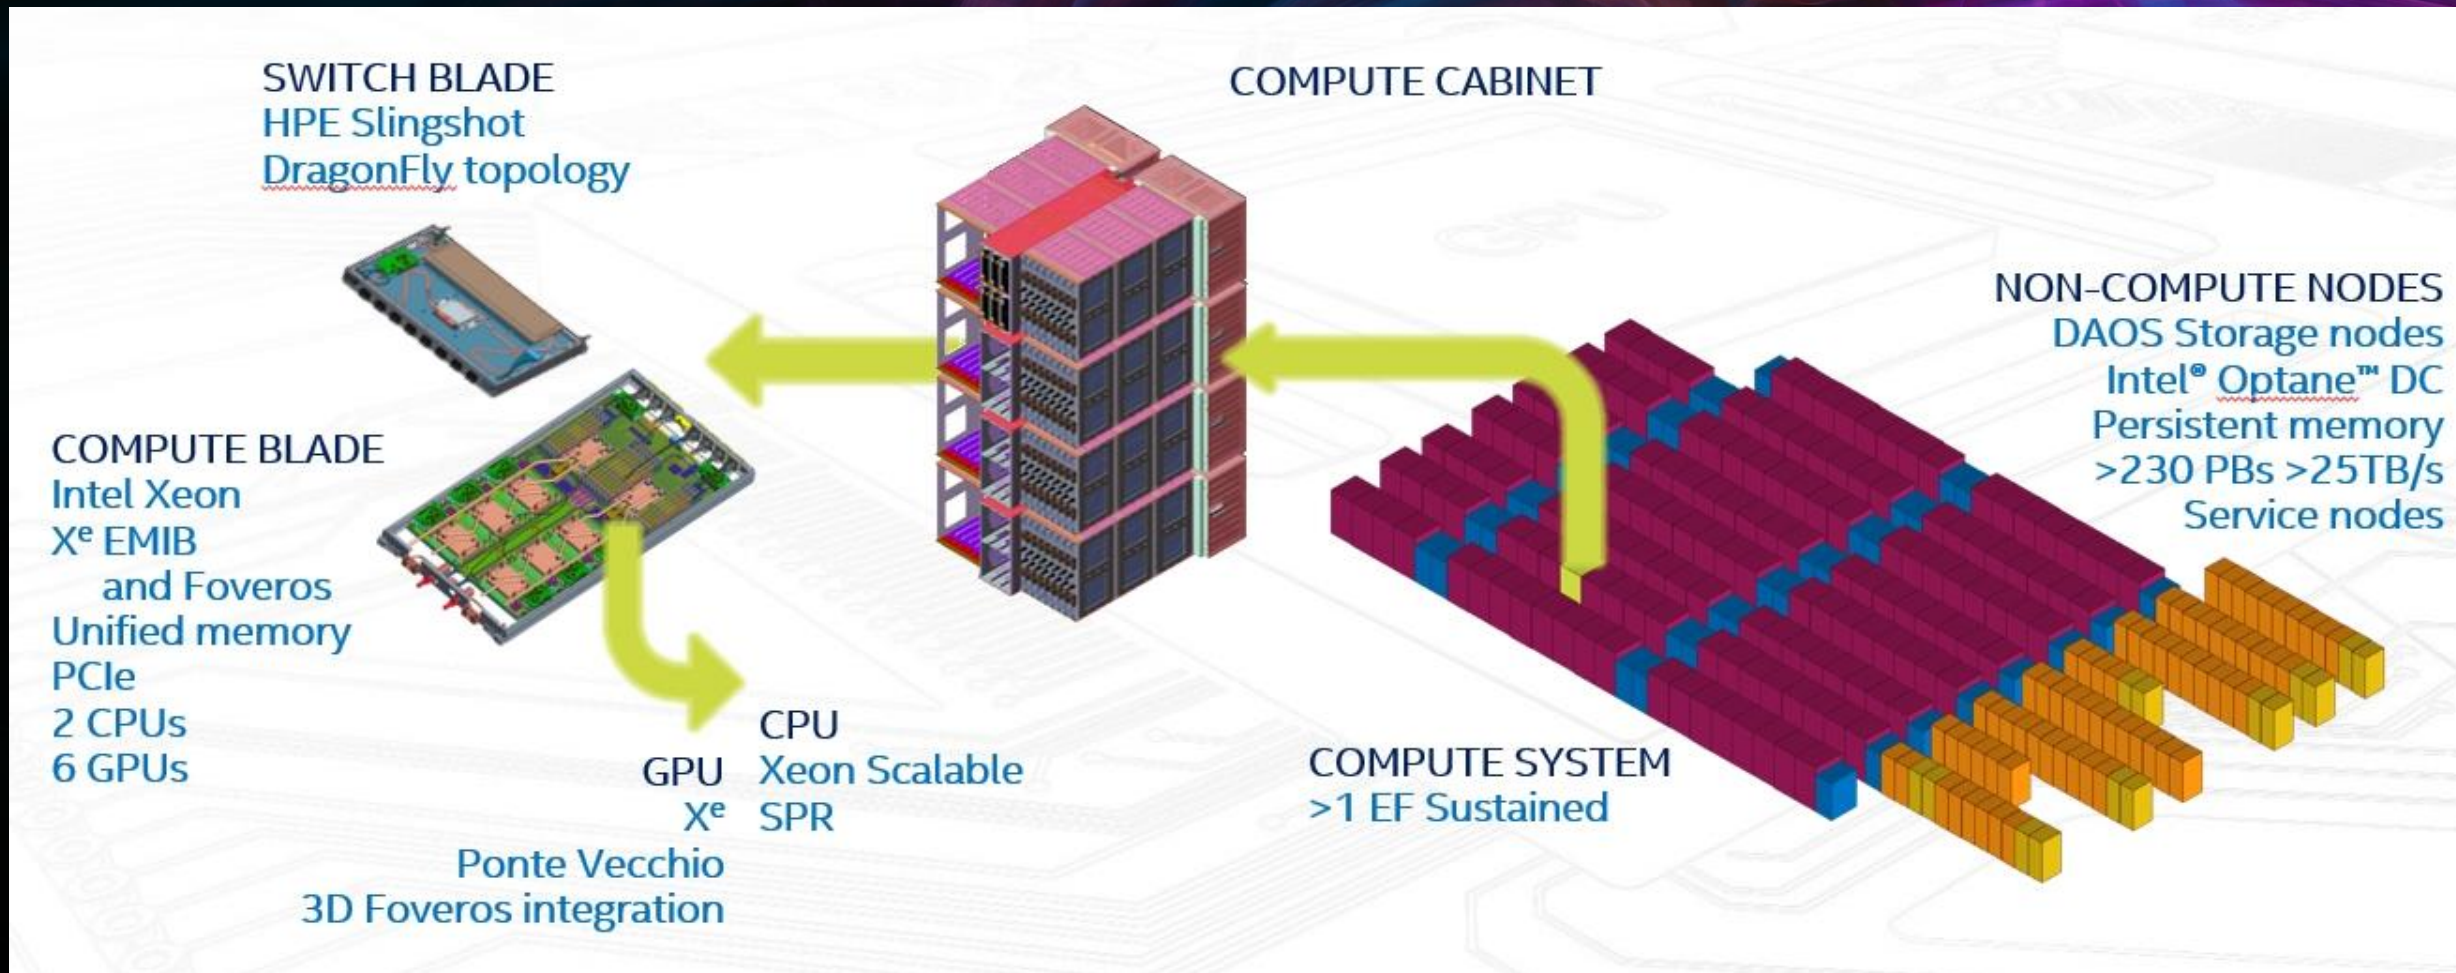 SWITCH BLADE
HPE Slingshot
DragonFly topology
COMPUTE CABINET
NON-COMPUTE NODES
DAOS Storage nodes
Intel® Optane™ DC
Persistent memory
>230 PBs >25TB/s
Service nodes
COMPUTE BLADE
Intel Xeon
Xᵉ EMIB
and Foveros
Unified memory
PCIe
2 CPUs
6 GPUs
GPU
Xᵉ
Ponte Vecchio
3D Foveros integration
CPU
Xeon Scalable
SPR
COMPUTE SYSTEM
>1 EF Sustained
GPU